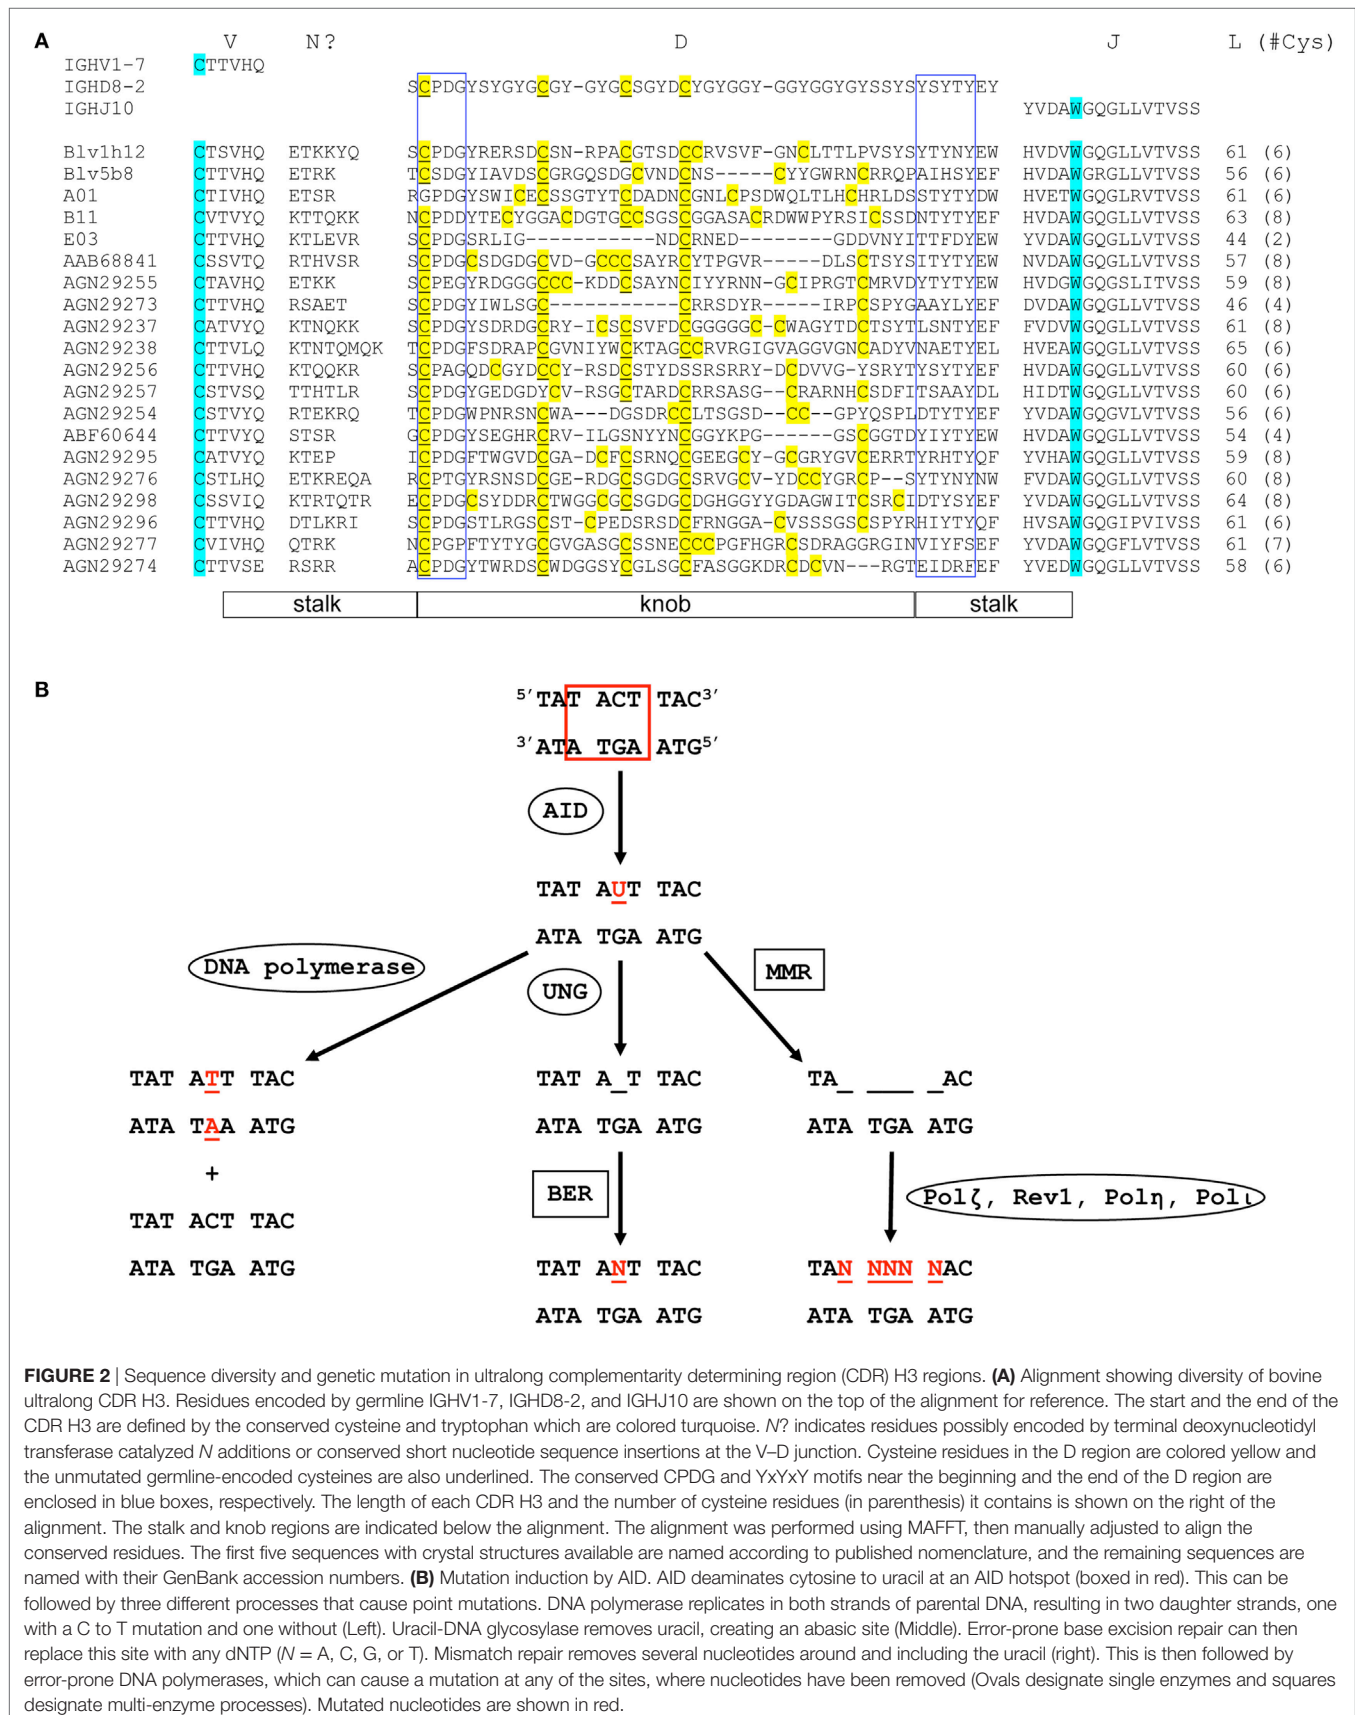 A V N? D J L (#Cys)
IGHV1-7 CTTVHQ
IGHD8-2 SCPDGYSYGYGCGY-GYGCSGYDCYGYGGY-GGYGGYGYSSYSYSYTYEY
IGHJ10 YVDAWGQGLLVTVSS
Blv1h12 CTSVHQ ETKKYQ SCPDGYRERSDCSN-RPACGTSDCCRVSVF-GNCLTTLPVSYSYTYNYEW HVDVWGQGLLVTVSS 61 (6)
Blv5b8 CTTVHQ ETRK TCSDGYIAVDSCGRGQSDGCVNDCNS-----CYYGWRNCRRQPAIHSYEF YVDAWGRGLLVTVSS 56 (6)
A01 CTIVHQ ETSR RGPDGYSWICECSSGTYTCDADNCGNLCPSDWQLTLHCHRLDSSTYTYDW HVETWGQGLRVTVSS 61 (6)
B11 CVTVYQ KTTQKK NCPDDYTECYGGACDGTGCCSGSCGGASACRDWWPYRSICSSDNTYTYEF HVDAWGQGLLVTVSS 63 (8)
E03 CTTVHQ KTLEVR SCPDGSRLIG-----------NDCRNED--------GDDVNYITTFDYEW YVDAWGQGLLVTVSS 44 (2)
AAB68841 CSSVTQ RTHVSR SCPDGCSDGDGCVD-GCCCSAYRCYTPGVR-----DLSCTSYSITYTYEW NVDAWGQGLLVTVSS 57 (8)
AGN29255 CTAVHQ ETKK SCPEGYRDGGGCCC-KDDCSAYNCIYYRNN-GCIPRGTCMRVDYTYTYEW HVDAWGQGSLITVSS 59 (8)
AGN29273 CTTVHQ RSAET SCPDGYIWLSGC-----------CRRSDYR----IRPCSPYGAAYLYEF DVDAWGQGLLVTVSS 46 (4)
AGN29237 CATVYQ KTNQKK SCPDGYSDRDGCRY-ICSCSVFDCGGGGGC-CWAGYTDCTSYTLSNTYEF FVDVWGQGLLVTVSS 61 (8)
AGN29238 CTTVLQ KTNTQMQK TCPDGFSDRAPCGVNIYWCKTAGCCRVRGIGVAGGVGNCADYVNAETYEL HVEAWGQGLLVTVSS 65 (6)
AGN29256 CTTVHQ KTQQKR SCPAGQDCGYDCCY-RSDCSTYDSSRSRRY-DCDVVG-YSRYTYSYTYEY YVDAWGQGLLVTVSS 60 (6)
AGN29257 CSTVSQ TTHTLR SCPDGYGEDGDYCV-RSGCTARDCRRSASG--CRARNHCSDFITSAAYDL HIDTWGQGLLVTVSS 60 (6)
AGN29254 CSTVYQ RTEKRQ TCPDGWPNRSNCWA---DGSDRCCLTSGSD--CC--GPYQSPLDTYTYEF YVDAWGQGVLVTVSS 56 (6)
ABF60644 CTTVYQ STSR GCPDGYSEGHRCRV-ILGSNYYNCGGYKPG------GSCGGTDYIYTYEW HVDAWGQGLLVTVSS 54 (4)
AGN29295 CATVYQ KTEP ICPDGFTWGVDCGA-DCFCSRNQCGEEGCY-GCGRYGVCERRTYRHTYQF YVHAWGQGLLVTVSS 59 (8)
AGN29276 CSTLHQ ETKREQA RCPTGYRSNSDCGE-RDGCSGDGCSRVGCV-YDCCYGRCP--SYTYNYNW FVDAWGQGLLVTVSS 60 (8)
AGN29298 CSSVIQ KTRTQTR ECPDGCSYDDRCTWGGCGCSGDGCDGHGGYYGDAGWITCSRCIDTYSYEF YVDAWGQGLLVTVSS 64 (8)
AGN29296 CTTVHQ DTLKRI SCPDGSTLRGSCST-CPEDSRSDCFRNGGA-CVSSSGSCSPYRHIYTYQF HVSAWGQGIPVIVSS 61 (6)
AGN29277 CVIVHQ QTRK NCPGPFTYTYGCGVGASGCSSNECCCPGFHGRCSDRAGGRGINVIYFSEF YVDAWGQGFLVTVSS 61 (7)
AGN29274 CTTVSE RSRR ACPDGYTWRDSCWDGGSYCGLSGCFASGGKDRCDCVN---RGTEIDRFEF YVEDWGQGLLVTVSS 58 (6)
stalk knob stalk
B
5′TAT ACT TAC3′
3′ATA TGA ATG5′
AID
TAT AUT TAC
ATA TGA ATG
DNA polymerase UNG MMR
TAT ATT TAC TAT A_T TAC TA_ ___ _AC
ATA TAA ATG ATA TGA ATG ATA TGA ATG
+
BER Polζ, Rev1, Polη, Polι
TAT ACT TAC
ATA TGA ATG
TAT ANT TAC TAN NNN NAC
ATA TGA ATG ATA TGA ATG
FIGURE 2 | Sequence diversity and genetic mutation in ultralong complementarity determining region (CDR) H3 regions. (A) Alignment showing diversity of bovine
ultralong CDR H3. Residues encoded by germline IGHV1-7, IGHD8-2, and IGHJ10 are shown on the top of the alignment for reference. The start and the end of the
CDR H3 are defined by the conserved cysteine and tryptophan which are colored turquoise. N? indicates residues possibly encoded by terminal deoxynucleotidyl
transferase catalyzed N additions or conserved short nucleotide sequence insertions at the V–D junction. Cysteine residues in the D region are colored yellow and
the unmutated germline-encoded cysteines are also underlined. The conserved CPDG and YxYxY motifs near the beginning and the end of the D region are
enclosed in blue boxes, respectively. The length of each CDR H3 and the number of cysteine residues (in parenthesis) it contains is shown on the right of the
alignment. The stalk and knob regions are indicated below the alignment. The alignment was performed using MAFFT, then manually adjusted to align the
conserved residues. The first five sequences with crystal structures available are named according to published nomenclature, and the remaining sequences are
named with their GenBank accession numbers. (B) Mutation induction by AID. AID deaminates cytosine to uracil at an AID hotspot (boxed in red). This can be
followed by three different processes that cause point mutations. DNA polymerase replicates in both strands of parental DNA, resulting in two daughter strands, one
with a C to T mutation and one without (Left). Uracil-DNA glycosylase removes uracil, creating an abasic site (Middle). Error-prone base excision repair can then
replace this site with any dNTP (N = A, C, G, or T). Mismatch repair removes several nucleotides around and including the uracil (right). This is then followed by
error-prone DNA polymerases, which can cause a mutation at any of the sites, where nucleotides have been removed (Ovals designate single enzymes and squares
designate multi-enzyme processes). Mutated nucleotides are shown in red.